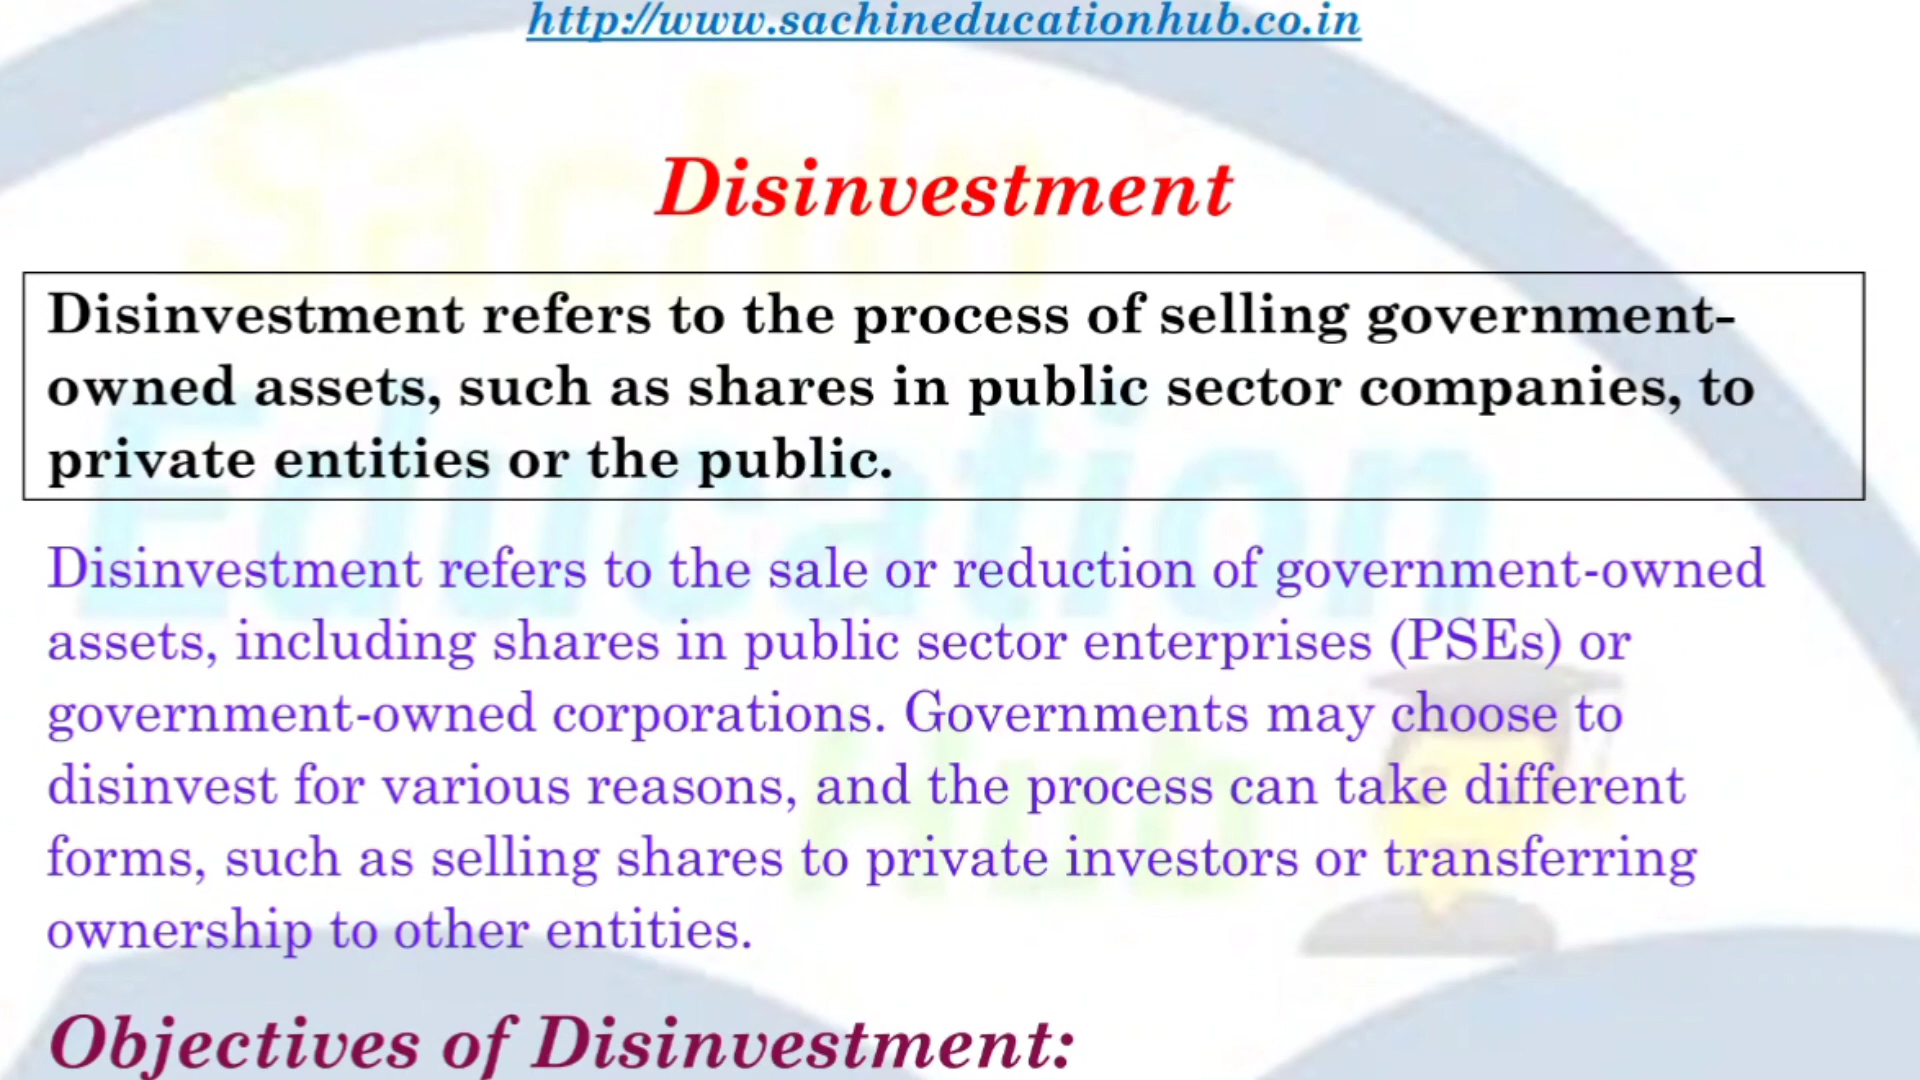 http://www.sachineducationhub.co.in
Disinvestment
Disinvestment refers to the process of selling government-
owned assets, such as shares in public sector companies, to
private entities or the public.
Disinvestment refers to the sale or reduction of government-owned
assets, including shares in public sector enterprises (PSEs) or
government-owned corporations. Governments may choose to
disinvest for various reasons, and the process can take different
forms, such as selling shares to private investors or transferring
ownership to other entities.
Objectives of Disinvestment:
Sachin
Education
Hub